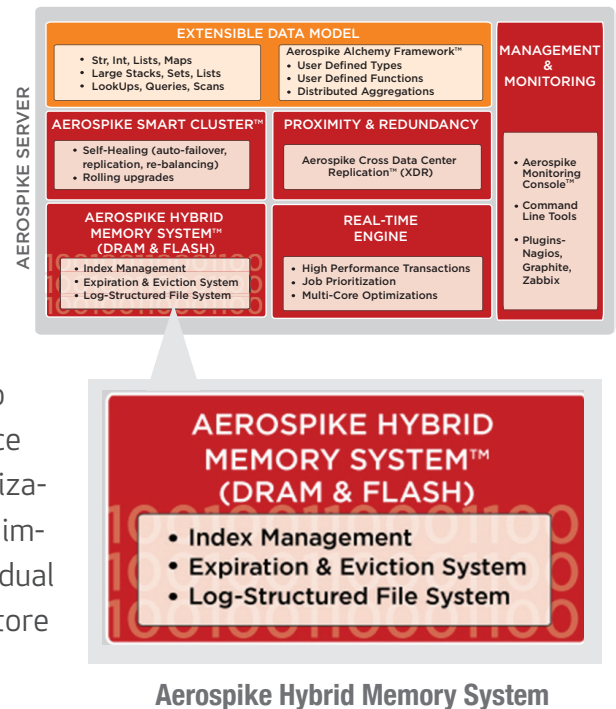 AEROSPIKE SERVER
EXTENSIBLE DATA MODEL
• Str, Int, Lists, Maps
• Large Stacks, Sets, Lists
• LookUps, Queries, Scans
Aerospike Alchemy Framework™
• User Defined Types
• User Defined Functions
• Distributed Aggregations
MANAGEMENT
&
MONITORING
• Aerospike
Monitoring
Console™
• Command
Line Tools
• Plugins-
Nagios,
Graphite,
Zabbix
AEROSPIKE SMART CLUSTER™
• Self-Healing (auto-failover,
replication, re-balancing)
• Rolling upgrades
PROXIMITY & REDUNDANCY
Aerospike Cross Data Center
Replication™ (XDR)
AEROSPIKE HYBRID
MEMORY SYSTEM™
(DRAM & FLASH)
• Index Management
• Expiration & Eviction System
• Log-Structured File System
REAL-TIME
ENGINE
• High Performance Transactions
• Job Prioritization
• Multi-Core Optimizations
ce
iza-
im-
dual
tore
AEROSPIKE HYBRID
MEMORY SYSTEM™
(DRAM & FLASH)
• Index Management
• Expiration & Eviction System
• Log-Structured File System
Aerospike Hybrid Memory System